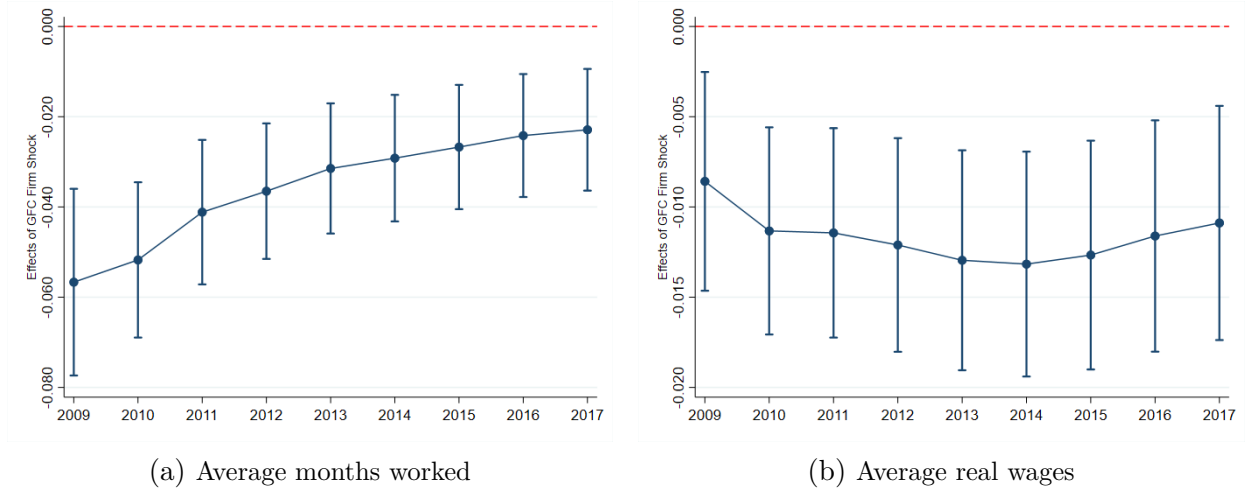 0.000
-0.020
-0.040
-0.060
-0.080
Effects of GFC Firm Shock
2009 2010 2011 2012 2013 2014 2015 2016 2017
(a) Average months worked
0.000
-0.005
-0.010
-0.015
-0.020
Effects of GFC Firm Shock
2009 2010 2011 2012 2013 2014 2015 2016 2017
(b) Average real wages